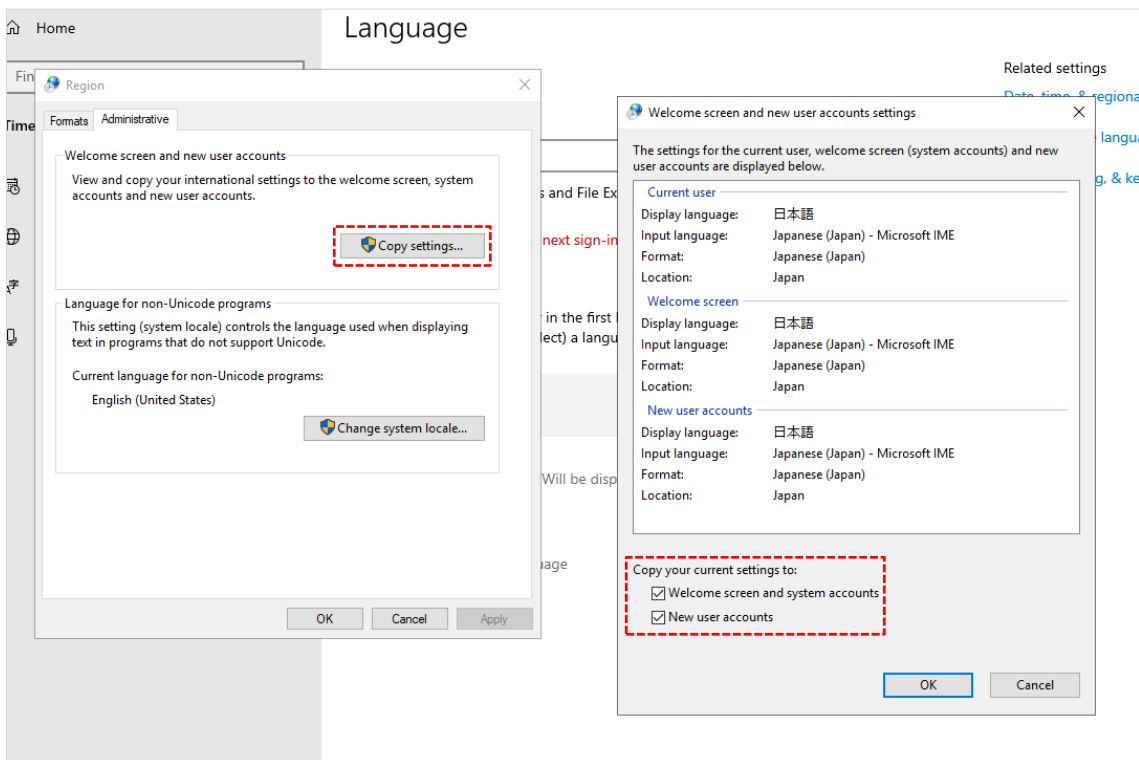 Home
Language
Fin
Time
Related settings
Date, time, & regiona
langua
g, & ke
s and File Ex
next sign-in
r in the first
lect) a langu
Will be disp
uage
Region
Formats
Administrative
Welcome screen and new user accounts
View and copy your international settings to the welcome screen, system
accounts and new user accounts.
Copy settings...
Language for non-Unicode programs
This setting (system locale) controls the language used when displaying
text in programs that do not support Unicode.
Current language for non-Unicode programs:
English (United States)
Change system locale...
OK
Cancel
Apply
Welcome screen and new user accounts settings
The settings for the current user, welcome screen (system accounts) and new
user accounts are displayed below.
Current user
Display language: 日本語
Input language: Japanese (Japan) - Microsoft IME
Format: Japanese (Japan)
Location: Japan
Welcome screen
Display language: 日本語
Input language: Japanese (Japan) - Microsoft IME
Format: Japanese (Japan)
Location: Japan
New user accounts
Display language: 日本語
Input language: Japanese (Japan) - Microsoft IME
Format: Japanese (Japan)
Location: Japan
Copy your current settings to:
Welcome screen and system accounts
New user accounts
OK
Cancel